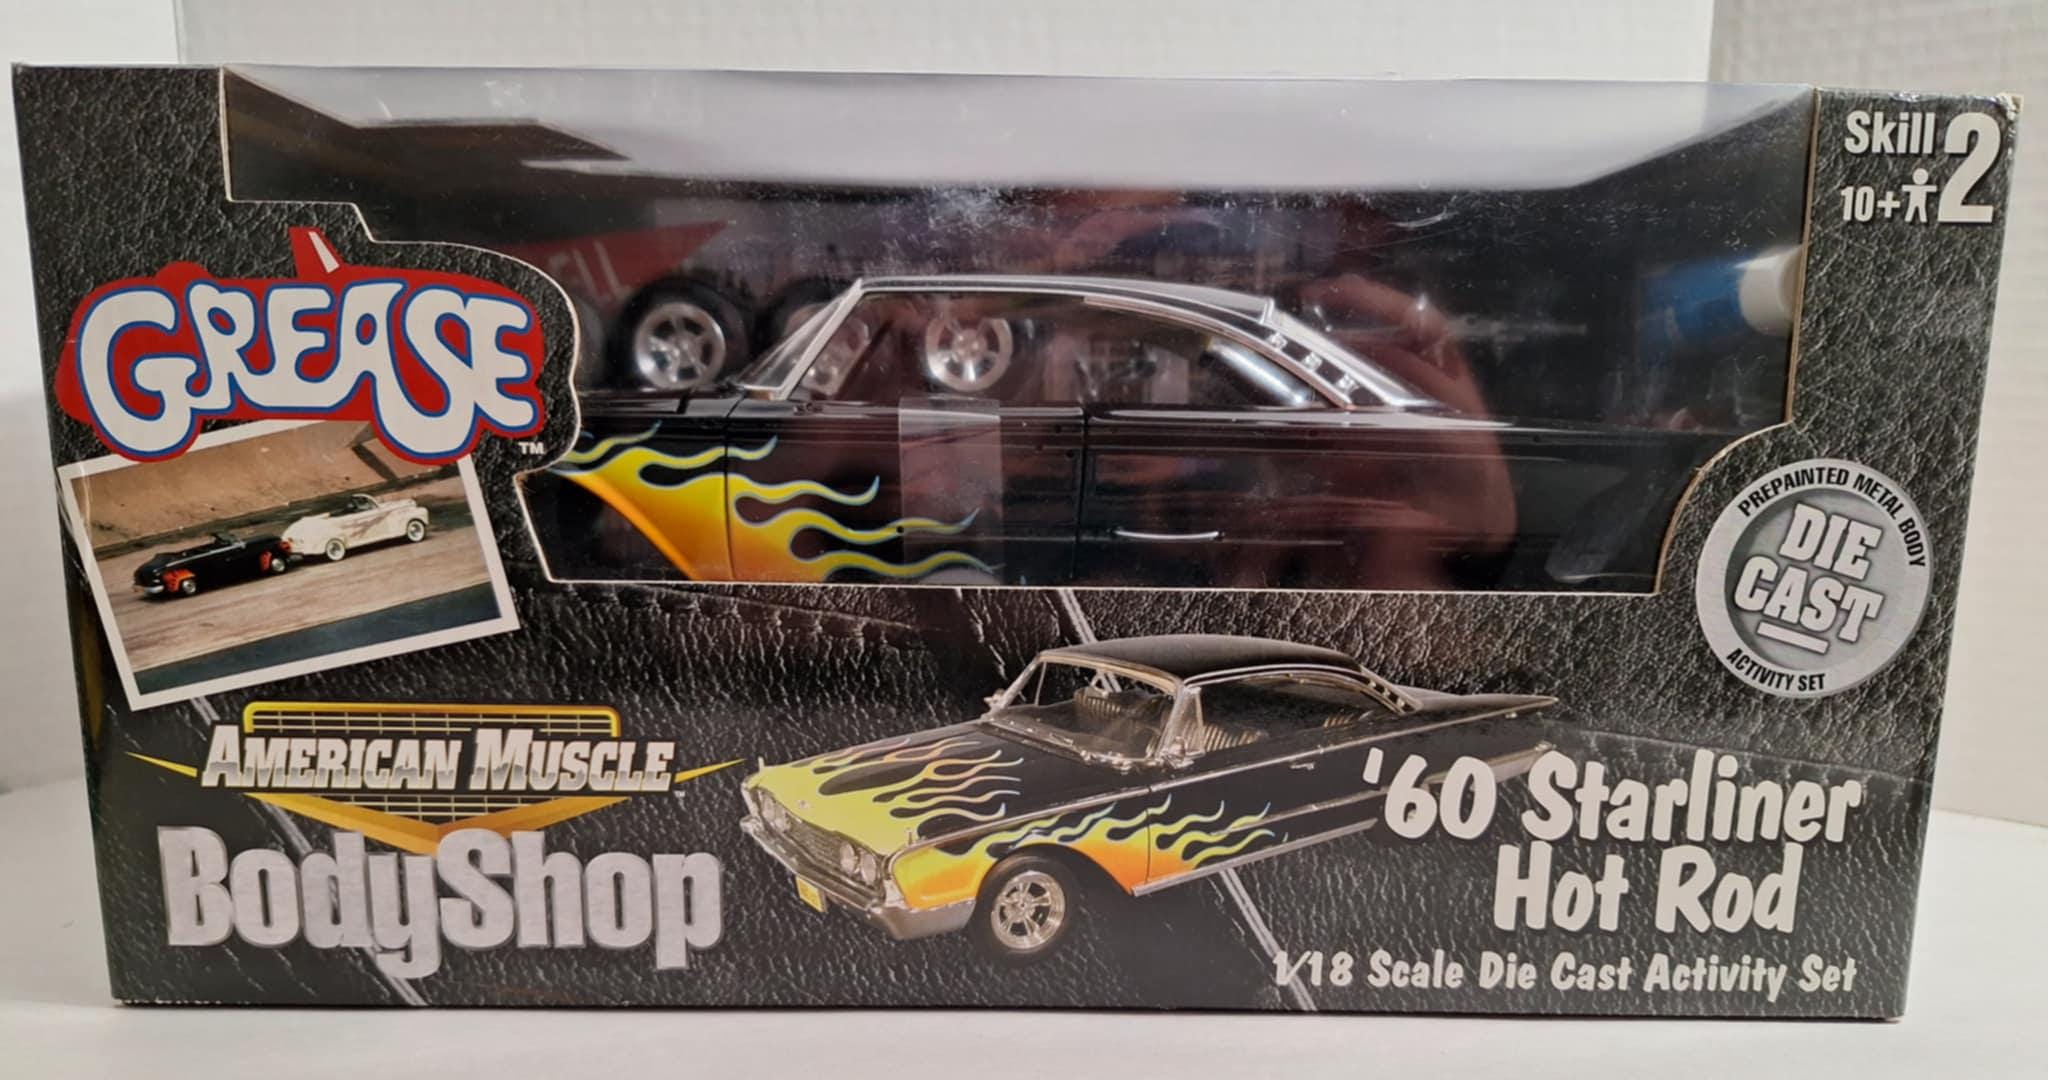 Skill 2
10+
GREASE
TM
PREPAINTED METAL BODY
DIE
CAST
ACTIVITY SET
AMERICAN MUSCLE
BodyShop
'60 Starliner
Hot Rod
1/18 Scale Die Cast Activity Set